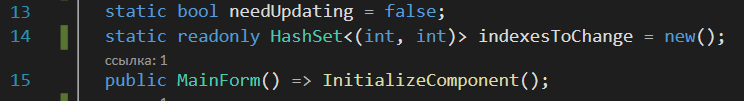 13 static bool needUpdating = false;
14 static readonly HashSet<(int, int)> indexesToChange = new();
ссылка: 1
15 public MainForm() => InitializeComponent();